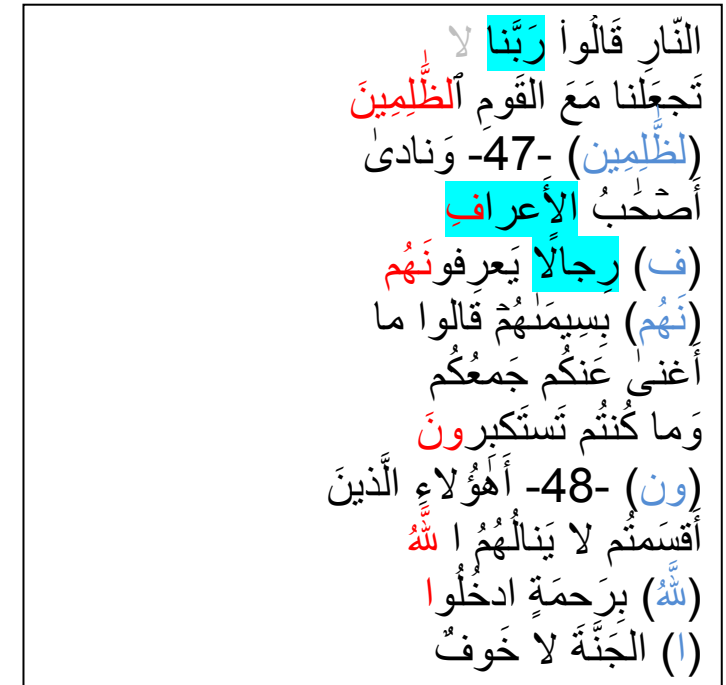 النّارِ قَالُوا۟ رَبَّنا لا
تَجعَلنا مَعَ القَومِ ٱلظَّٰلِمِينَ
(لظَّٰلِمِين) -47- وَنادىٰ
أَصۡحَٰبُ الأَعرافِ
(ف) رِجالًا يَعرِفونَهُم
(نَهُم) بِسِيمَىٰهُمۡ قالوا ما
أَغنىٰ عَنكُم جَمعُكُم
وَما كُنتُم تَستَكبِرونَ
(ون) -48- أَهٰؤُلاءِ الَّذينَ
أَقسَمتُم لا يَنالُهُمُ ا للَّهُ
(للَّهُ) بِرَحمَةٍ ادخُلُوا
(ا) الجَنَّةَ لا خَوفٌ